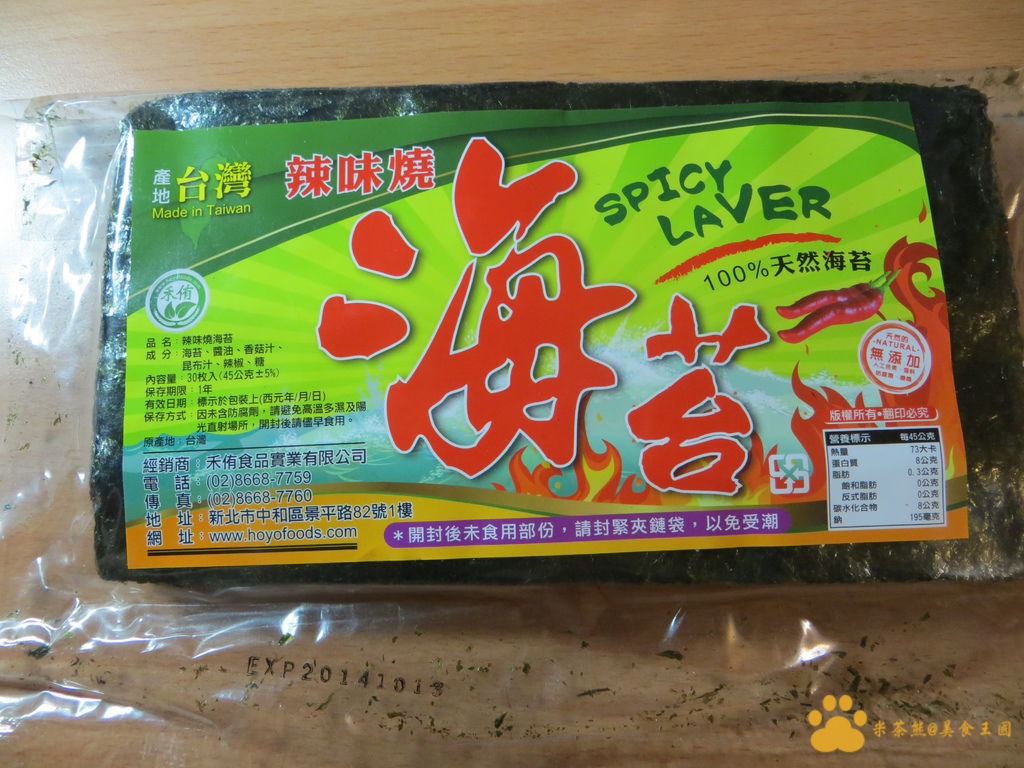 產地
台灣
Made in Taiwan
辣味燒
海苔
SPICY
LAVER
100%天然海苔
禾侑
天然的
-NATURAL-
無添加
版權所有•翻印必究
品 名：辣味燒海苔
成 分：海苔、醬油、香菇汁、
昆布汁、辣椒、糖
內容量：30枚入(45公克±5%)
保存期限：1年
有效日期：標示於包裝上(西元年/月/日)
保存方式：因未含防腐劑，請避免高溫多濕及陽
光直射場所，開封後請儘早食用。
原產地：台灣
經銷商：禾侑食品實業有限公司
電 話：(02)8668-7759
傳 真：(02)8668-7760
地 址：新北市中和區景平路82號1樓
網 址：www.hoyofoods.com
＊開封後未食用部份，請封緊夾鏈袋，以免受潮
營養標示 每45公克
熱量 73大卡
蛋白質 8公克
脂肪 0.3公克
飽和脂肪 0公克
反式脂肪 0公克
碳水化合物 8公克
鈉 195毫克
EXP20141013
米茶熊@美食王國